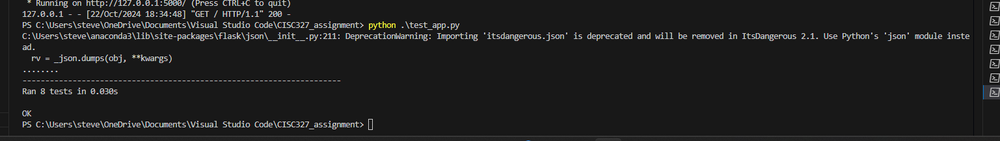 * Running on http://127.0.0.1:5000/ (Press CTRL+C to quit)
127.0.0.1 - - [22/Oct/2024 18:34:48] "GET / HTTP/1.1" 200 -
PS C:\Users\steve\OneDrive\Documents\Visual Studio Code\CISC327_assignment> python .\test_app.py
C:\Users\steve\anaconda3\lib\site-packages\flask\json\__init__.py:211: DeprecationWarning: Importing 'itsdangerous.json' is deprecated and will be removed in ItsDangerous 2.1. Use Python's 'json' module inste
ad.
  rv = _json.dumps(obj, **kwargs)
........
----------------------------------------------------------------------
Ran 8 tests in 0.030s

OK
PS C:\Users\steve\OneDrive\Documents\Visual Studio Code\CISC327_assignment>